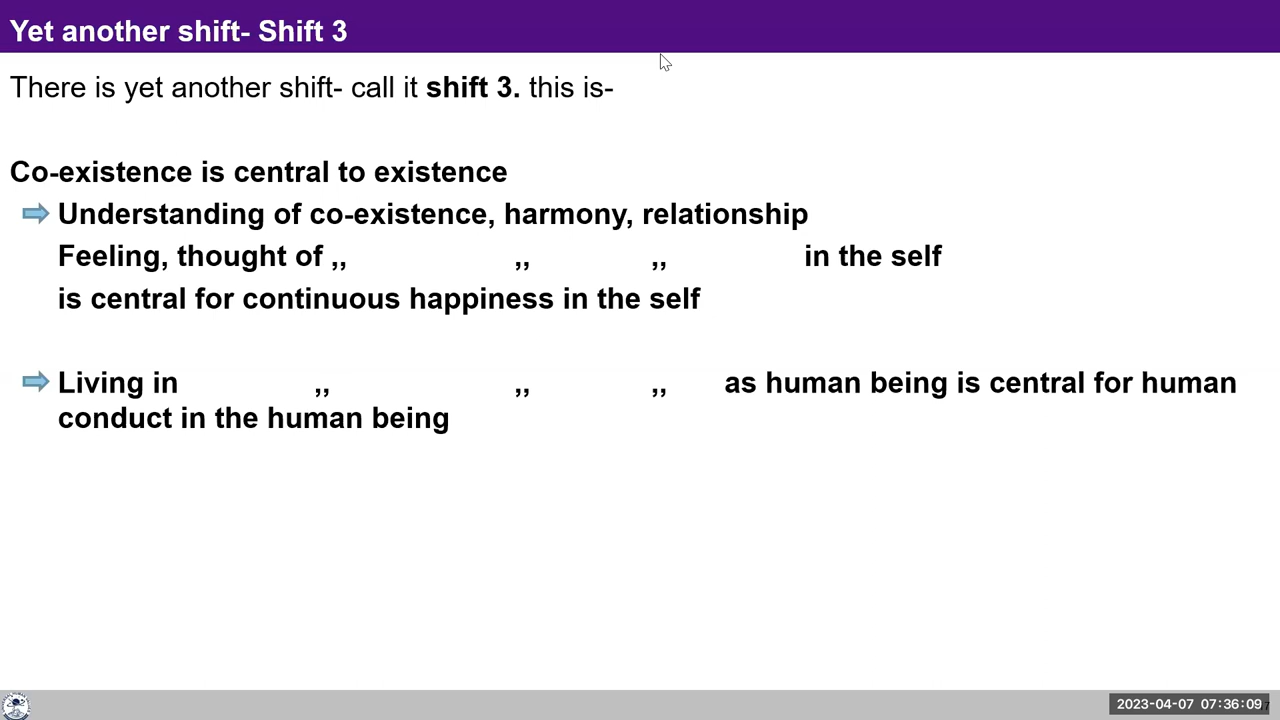 Yet another shift- Shift 3
There is yet another shift- call it shift 3. this is-
Co-existence is central to existence
Understanding of co-existence, harmony, relationship
Feeling, thought of ,, ,, ,, in the self
is central for continuous happiness in the self
Living in ,, ,, ,, as human being is central for human
conduct in the human being
2023-04-07 07:36:09